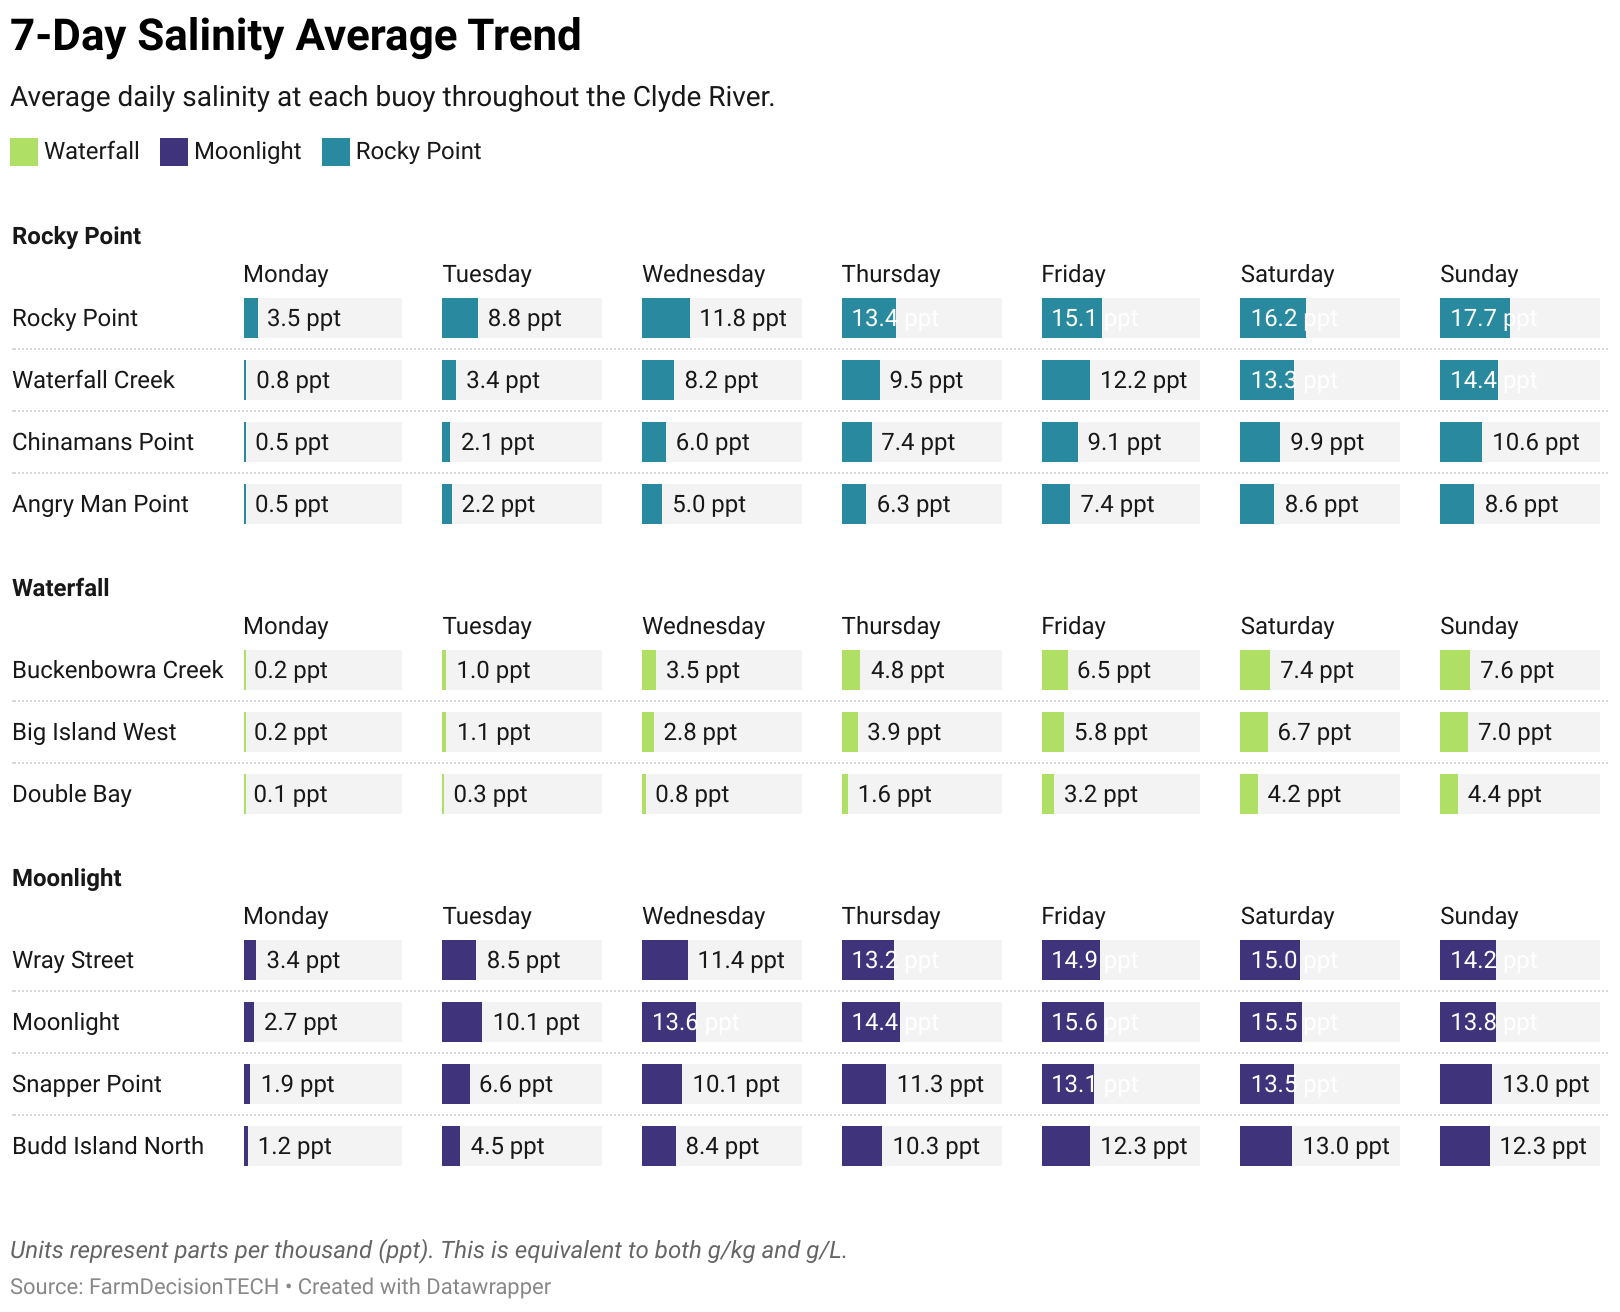 7-Day Salinity Average Trend
Average daily salinity at each buoy throughout the Clyde River.
Waterfall Moonlight Rocky Point
Rocky Point
Monday Tuesday Wednesday Thursday Friday Saturday Sunday
Rocky Point 3.5 ppt 8.8 ppt 11.8 ppt 13.4 ppt 15.1 ppt 16.2 ppt 17.7 ppt
Waterfall Creek 0.8 ppt 3.4 ppt 8.2 ppt 9.5 ppt 12.2 ppt 13.3 ppt 14.4 ppt
Chinamans Point 0.5 ppt 2.1 ppt 6.0 ppt 7.4 ppt 9.1 ppt 9.9 ppt 10.6 ppt
Angry Man Point 0.5 ppt 2.2 ppt 5.0 ppt 6.3 ppt 7.4 ppt 8.6 ppt 8.6 ppt
Waterfall
Monday Tuesday Wednesday Thursday Friday Saturday Sunday
Buckenbowra Creek 0.2 ppt 1.0 ppt 3.5 ppt 4.8 ppt 6.5 ppt 7.4 ppt 7.6 ppt
Big Island West 0.2 ppt 1.1 ppt 2.8 ppt 3.9 ppt 5.8 ppt 6.7 ppt 7.0 ppt
Double Bay 0.1 ppt 0.3 ppt 0.8 ppt 1.6 ppt 3.2 ppt 4.2 ppt 4.4 ppt
Moonlight
Monday Tuesday Wednesday Thursday Friday Saturday Sunday
Wray Street 3.4 ppt 8.5 ppt 11.4 ppt 13.2 ppt 14.9 ppt 15.0 ppt 14.2 ppt
Moonlight 2.7 ppt 10.1 ppt 13.6 ppt 14.4 ppt 15.6 ppt 15.5 ppt 13.8 ppt
Snapper Point 1.9 ppt 6.6 ppt 10.1 ppt 11.3 ppt 13.1 ppt 13.5 ppt 13.0 ppt
Budd Island North 1.2 ppt 4.5 ppt 8.4 ppt 10.3 ppt 12.3 ppt 13.0 ppt 12.3 ppt
Units represent parts per thousand (ppt). This is equivalent to both g/kg and g/L.
Source: FarmDecisionTECH • Created with Datawrapper